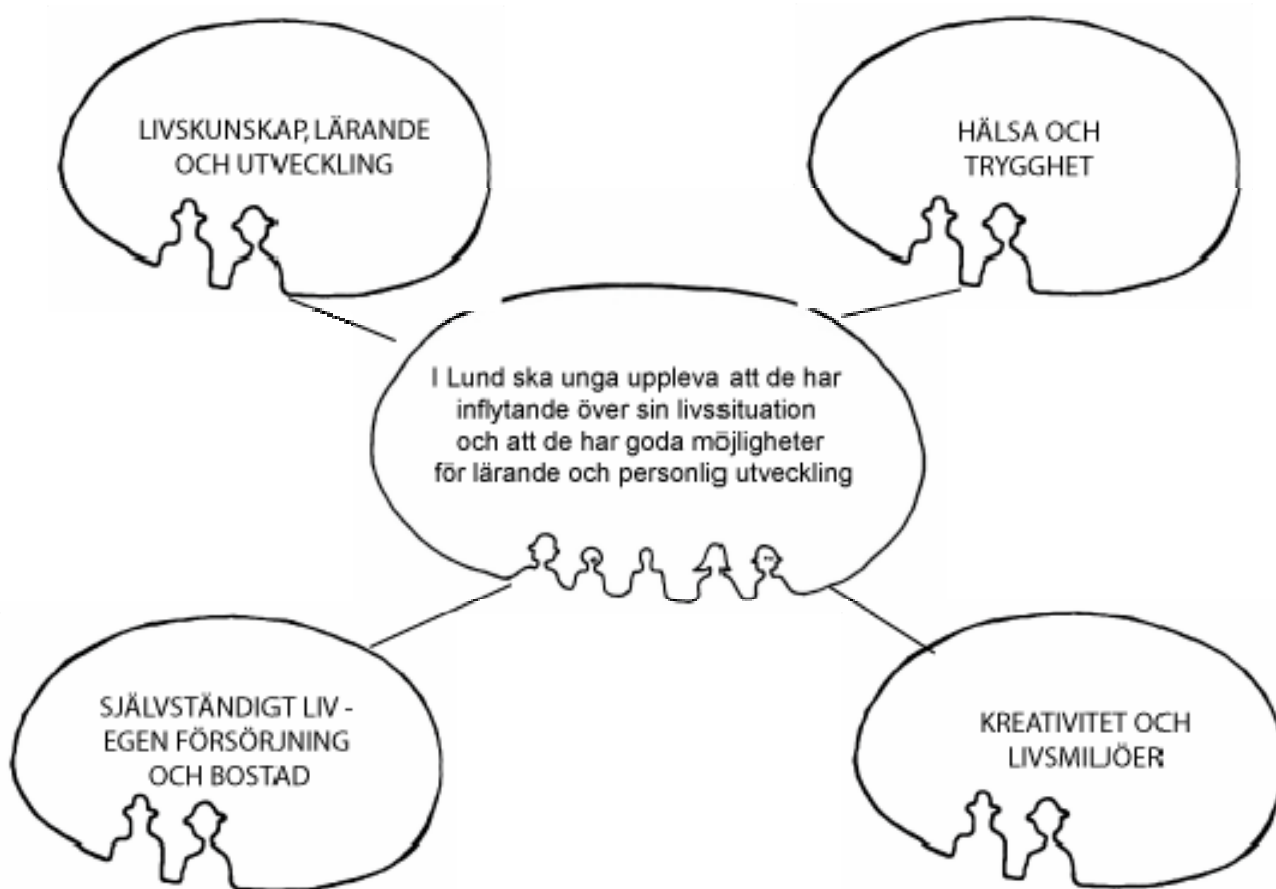 LIVSKUNSKAP, LÄRANDE
OCH UTVECKLING
HÄLSA OCH
TRYGGHET
I Lund ska unga uppleva att de har
inflytande över sin livssituation
och att de har goda möjligheter
för lärande och personlig utveckling
SJÄLVSTÄNDIGT LIV -
EGEN FÖRSÖRJNING
OCH BOSTAD
KREATIVITET OCH
LIVSMILJÖER